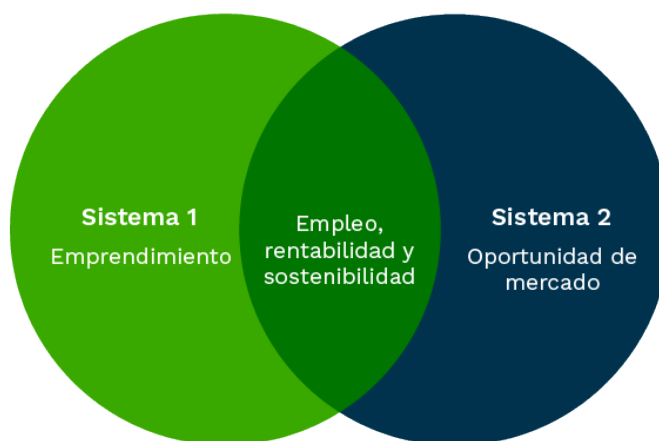 Sistema 1
Emprendimiento
Empleo,
rentabilidad y
sostenibilidad
Sistema 2
Oportunidad de
mercado